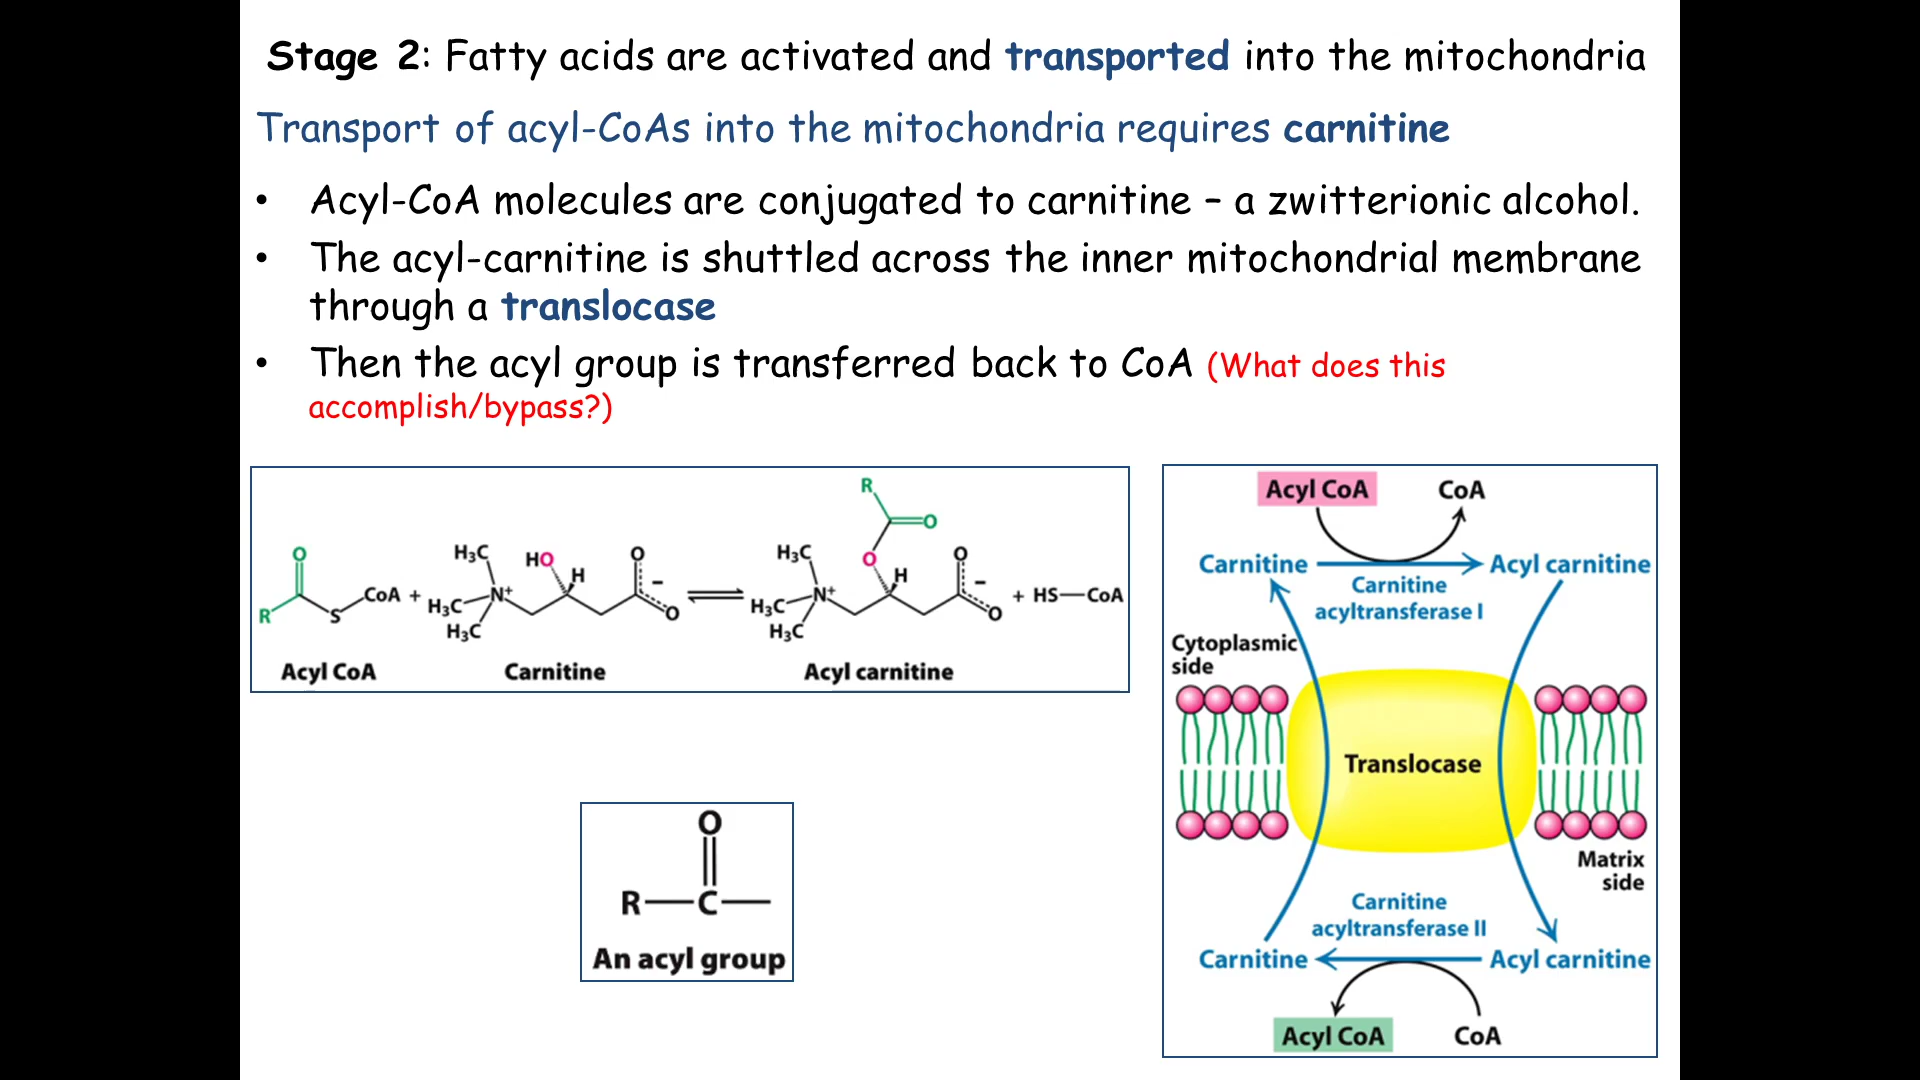 Stage 2: Fatty acids are activated and transported into the mitochondria
Transport of acyl-CoAs into the mitochondria requires carnitine
• Acyl-CoA molecules are conjugated to carnitine – a zwitterionic alcohol.
• The acyl-carnitine is shuttled across the inner mitochondrial membrane
through a translocase
• Then the acyl group is transferred back to CoA (What does this
accomplish/bypass?)
O
R
S
CoA
+
H₃C
H₃C
H₃C
N⁺
HO
H
O
–
O
H₃C
H₃C
H₃C
N⁺
R
O
O
H
O
–
O
+ HS—CoA
Acyl CoA
Carnitine
Acyl carnitine
O
R—C—
An acyl group
Acyl CoA
CoA
Carnitine
Acyl carnitine
Carnitine
acyltransferase I
Cytoplasmic
side
Translocase
Matrix
side
Carnitine
acyltransferase II
Carnitine
Acyl carnitine
Acyl CoA
CoA